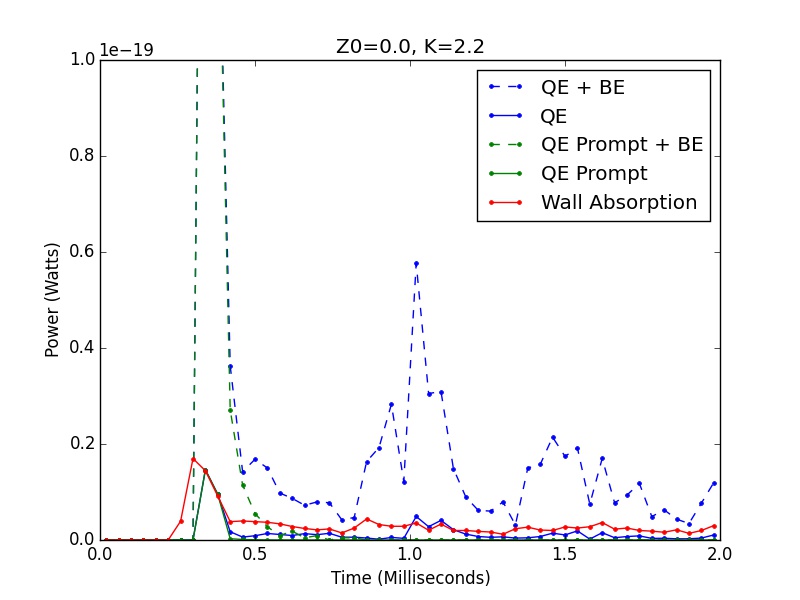 Z0=0.0, K=2.2
1e−19
1.0
0.8
0.6
0.4
0.2
0.0
Power (Watts)
QE + BE
QE
QE Prompt + BE
QE Prompt
Wall Absorption
0.0 0.5 1.0 1.5 2.0
Time (Milliseconds)